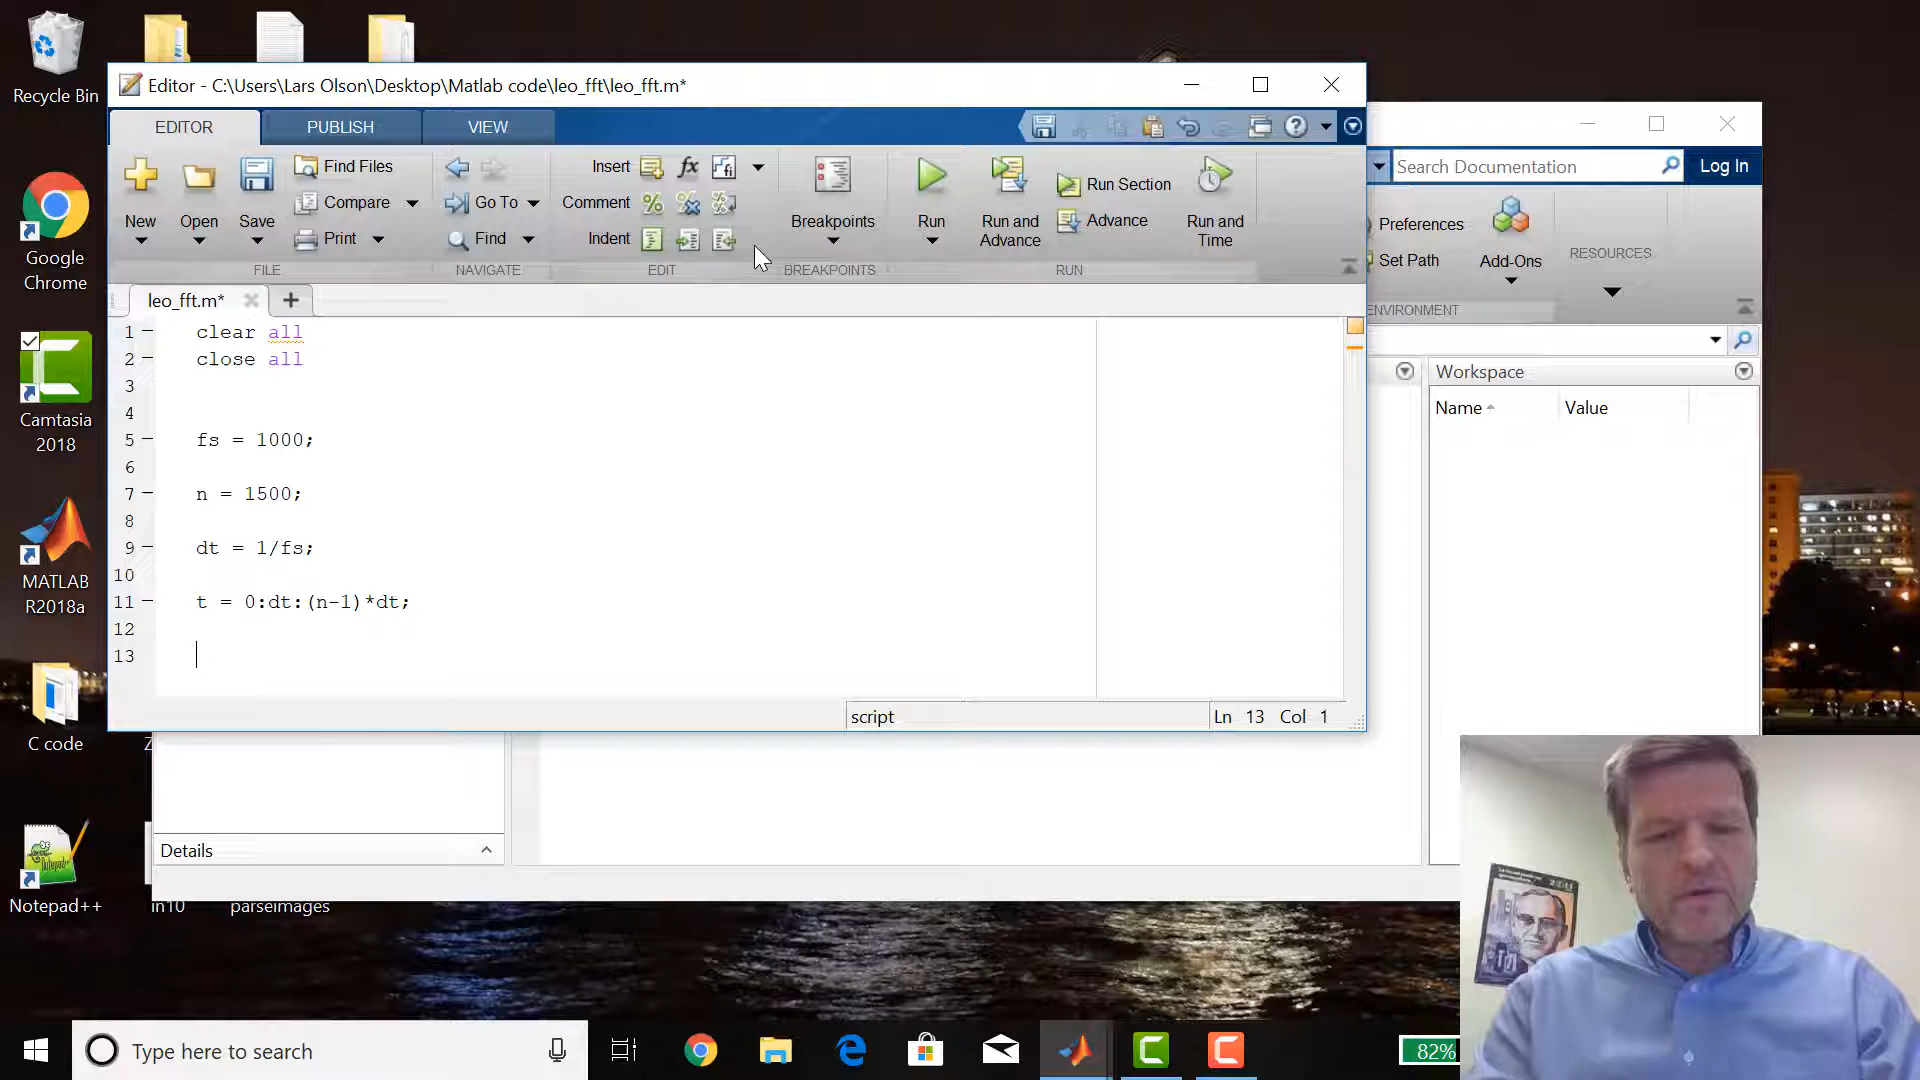 Recycle Bin
Google Chrome
Camtasia 2018
MATLAB R2018a
C code
Notepad++
in10
parseimages
Editor - C:\Users\Lars Olson\Desktop\Matlab code\leo_fft\leo_fft.m*
EDITOR
PUBLISH
VIEW
New
Open
Save
Find Files
Compare
Print
FILE
Go To
Find
NAVIGATE
Insert
fx
Comment
Indent
EDIT
Breakpoints
BREAKPOINTS
Run
Run and Advance
Run Section
Advance
Run and Time
RUN
leo_fft.m*
1 clear all
2 close all
3
4
5 fs = 1000;
6
7 n = 1500;
8
9 dt = 1/fs;
10
11 t = 0:dt:(n-1)*dt;
12
13
script
Ln 13 Col 1
Search Documentation
Log In
Preferences
Set Path
Add-Ons
RESOURCES
ENVIRONMENT
Workspace
Name
Value
Details
Type here to search
82%